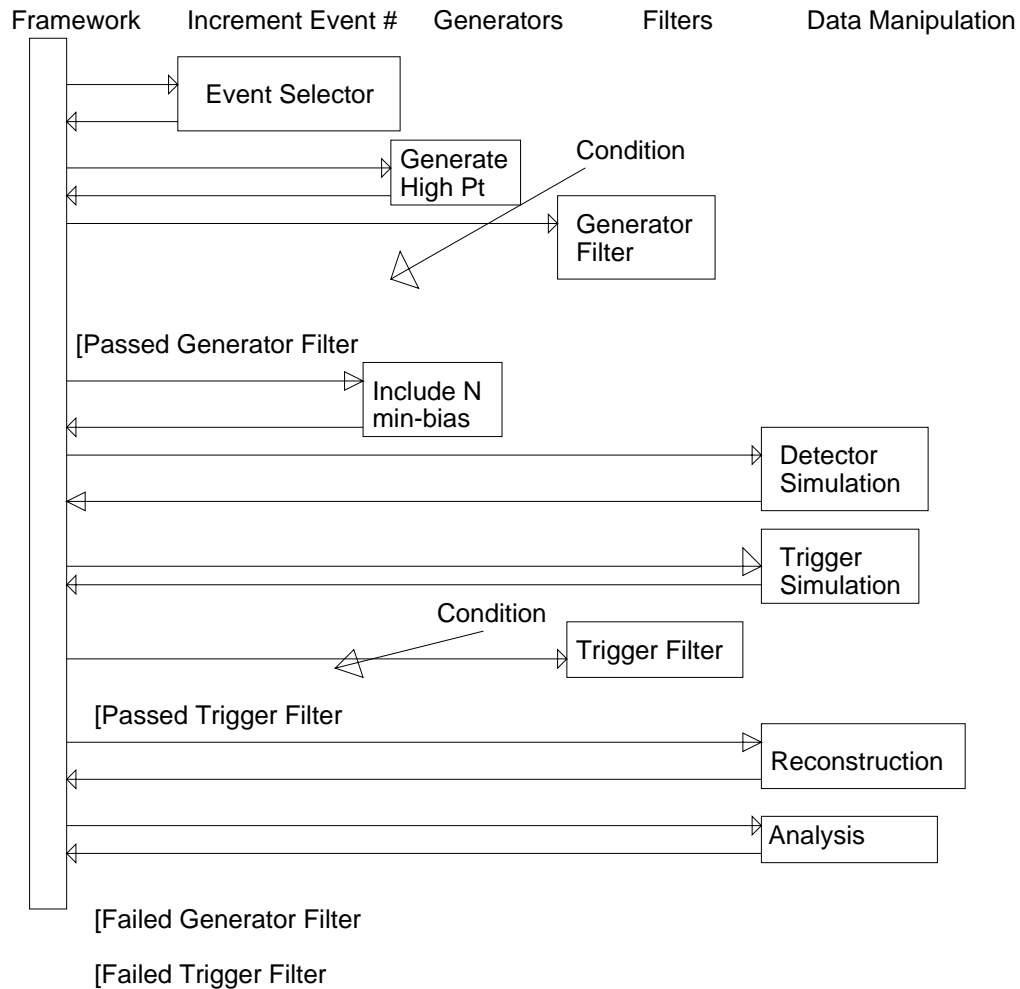 Framework Increment Event # Generators Filters Data Manipulation
Event Selector
Generate
High Pt
Condition
Generator
Filter
[Passed Generator Filter
Include N
min-bias
Detector
Simulation
Trigger
Simulation
Condition
Trigger Filter
[Passed Trigger Filter
Reconstruction
Analysis
[Failed Generator Filter
[Failed Trigger Filter